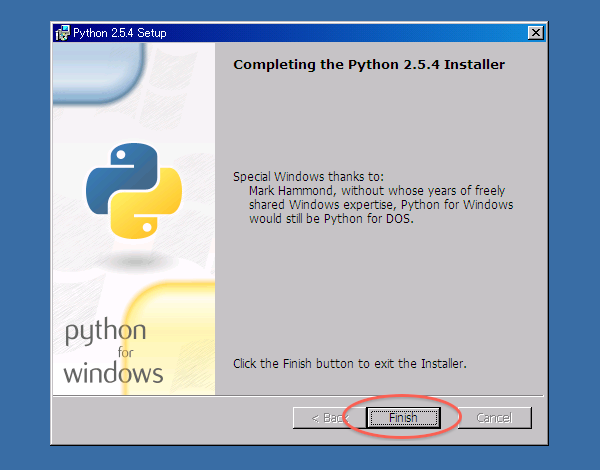 Python 2.5.4 Setup
Completing the Python 2.5.4 Installer
Special Windows thanks to:
Mark Hammond, without whose years of freely
shared Windows expertise, Python for Windows
would still be Python for DOS.
python
for
windows
Click the Finish button to exit the Installer.
< Back
Finish
Cancel